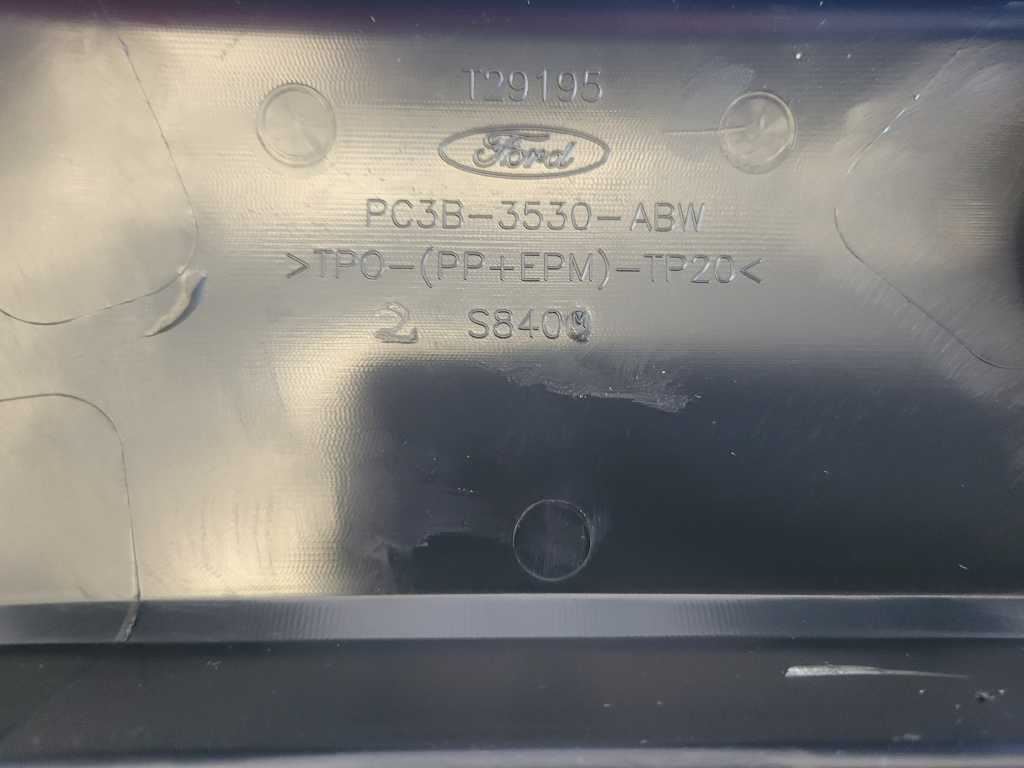 T29195
Ford
PC3B-3530-ABW
>TPO-(PP+EPM)-TP20<
2 S840